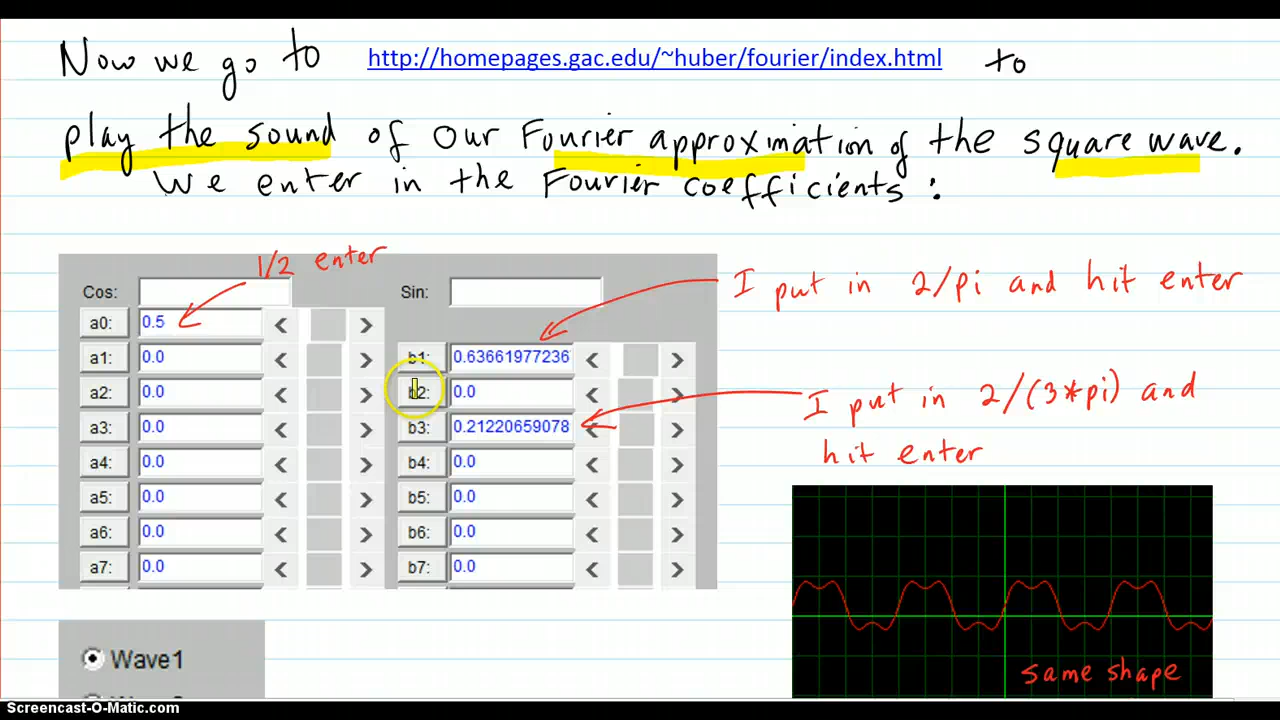 Now we go to http://homepages.gac.edu/~huber/fourier/index.html to
play the sound of our Fourier approximation of the square wave.
We enter in the Fourier coefficients:
1/2 enter
I put in 2/pi and hit enter
Cos: Sin:
a0: 0.5
a1: 0.0 b1: 0.63661977236
a2: 0.0 b2: 0.0
I put in 2/(3*pi) and
hit enter
a3: 0.0 b3: 0.21220659078
a4: 0.0 b4: 0.0
a5: 0.0 b5: 0.0
a6: 0.0 b6: 0.0
a7: 0.0 b7: 0.0
Wave1
same shape
Screencast-O-Matic.com